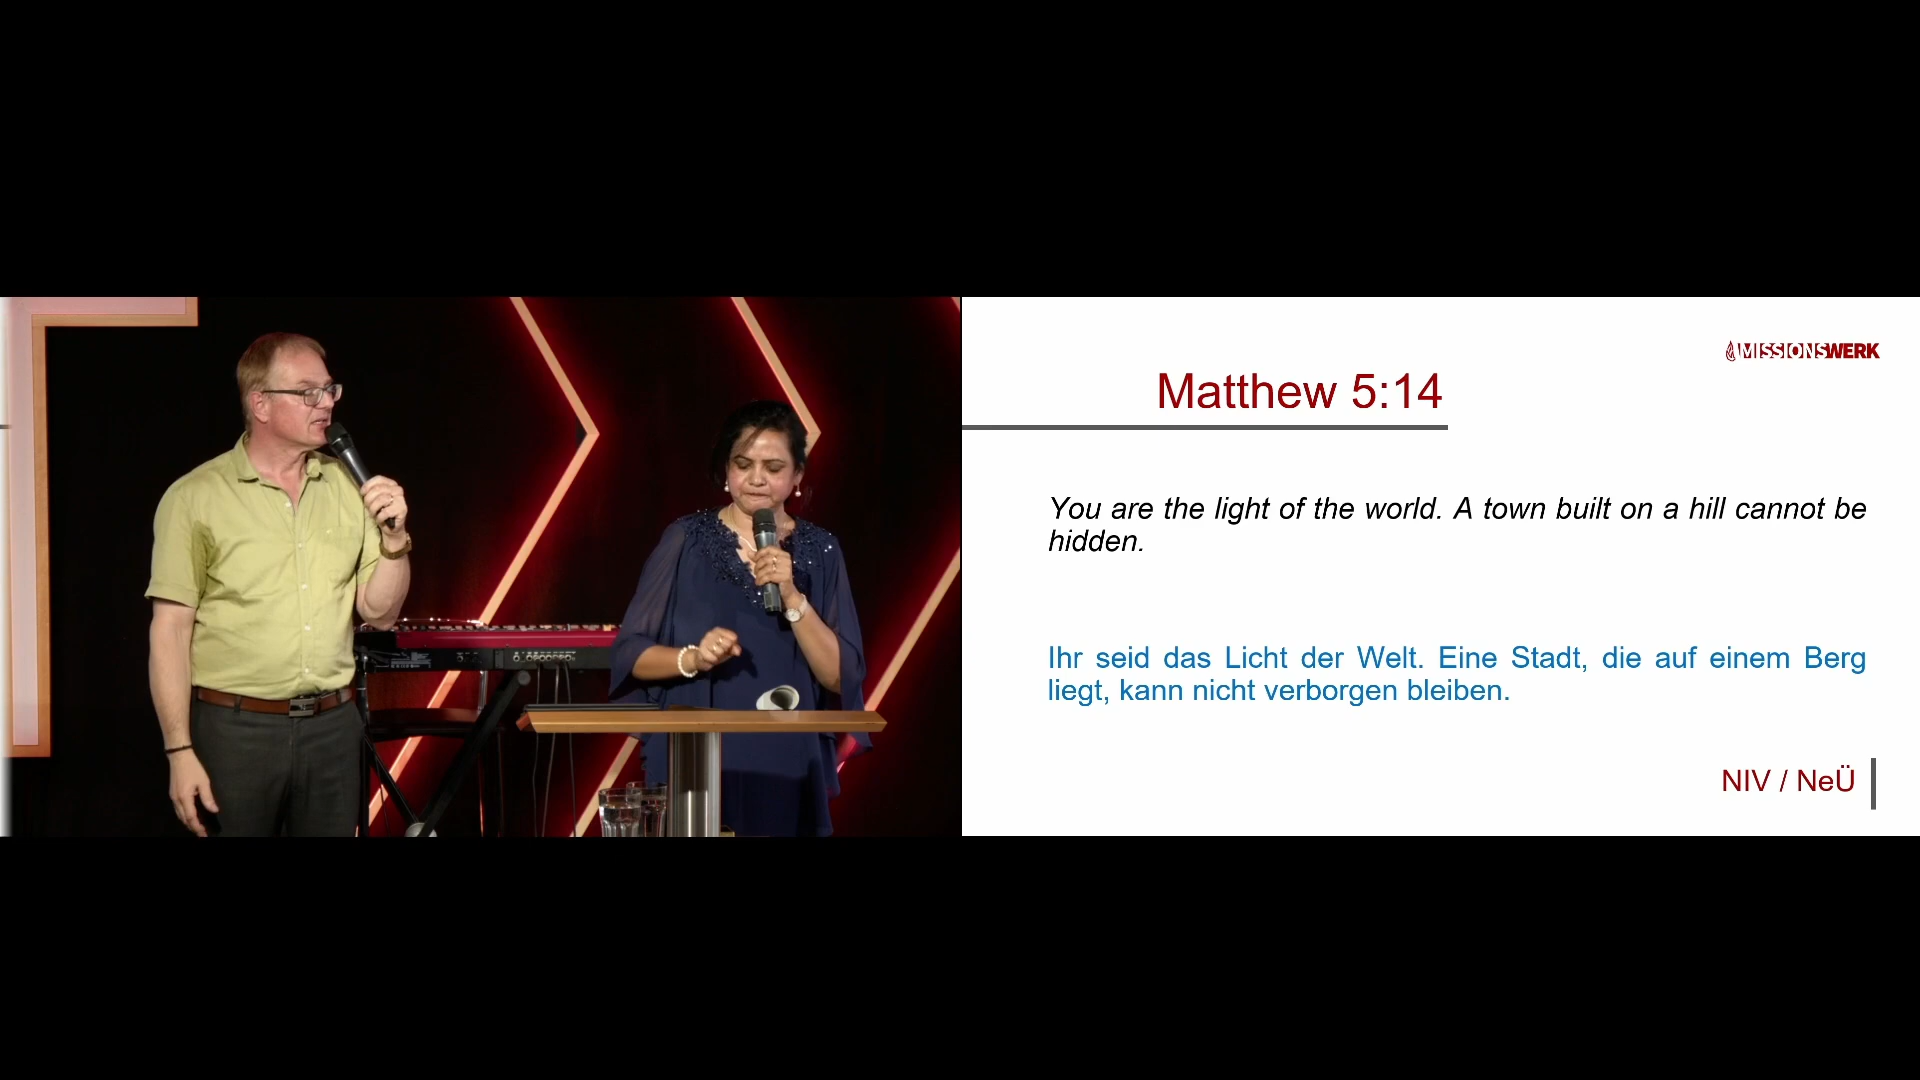 MISSIONSWERK
Matthew 5:14
You are the light of the world. A town built on a hill cannot be
hidden.
Ihr seid das Licht der Welt. Eine Stadt, die auf einem Berg
liegt, kann nicht verborgen bleiben.
NIV / NeÜ